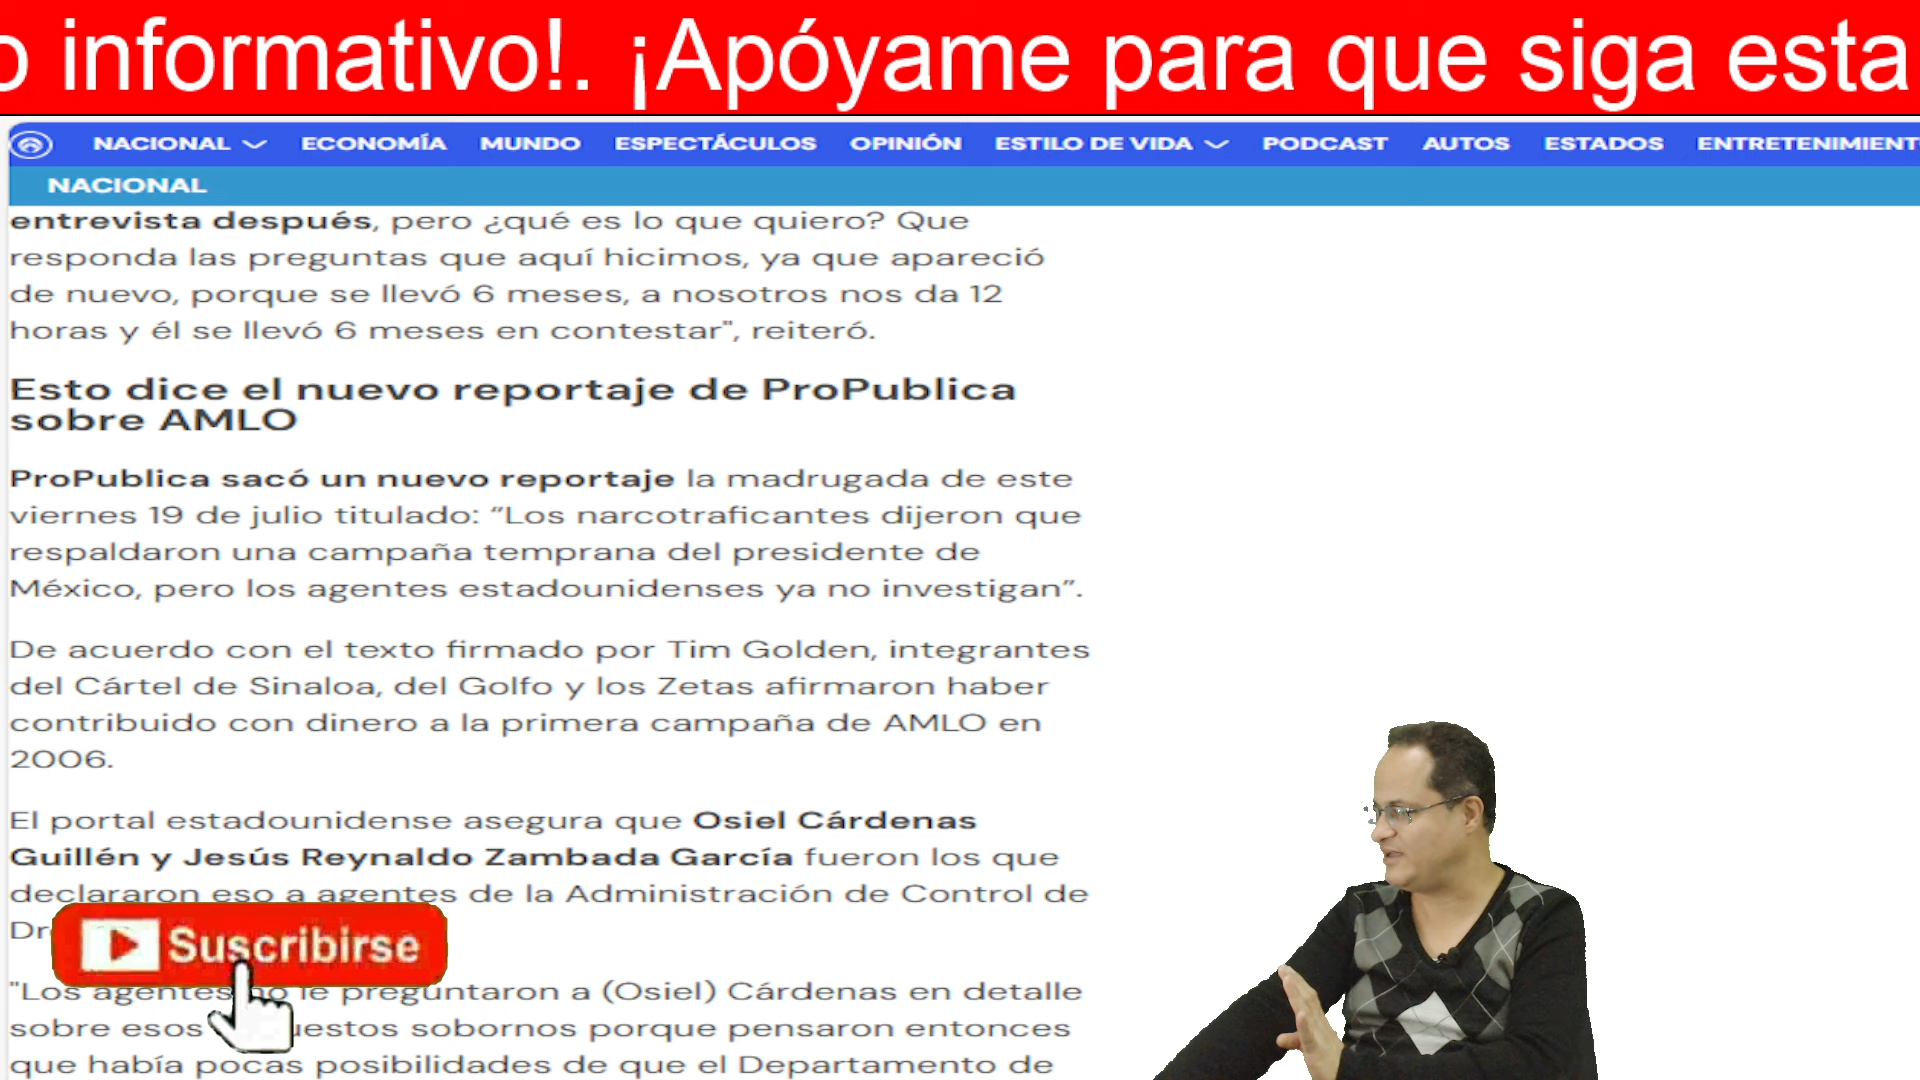 o informativo!. ¡Apóyame para que siga esta
NACIONAL ECONOMÍA MUNDO ESPECTÁCULOS OPINIÓN ESTILO DE VIDA PODCAST AUTOS ESTADOS ENTRETENIMIENT
NACIONAL
entrevista después, pero ¿qué es lo que quiero? Que
responda las preguntas que aquí hicimos, ya que apareció
de nuevo, porque se llevó 6 meses, a nosotros nos da 12
horas y él se llevó 6 meses en contestar", reiteró.
Esto dice el nuevo reportaje de ProPublica
sobre AMLO
ProPublica sacó un nuevo reportaje la madrugada de este
viernes 19 de julio titulado: “Los narcotraficantes dijeron que
respaldaron una campaña temprana del presidente de
México, pero los agentes estadounidenses ya no investigan”.
De acuerdo con el texto firmado por Tim Golden, integrantes
del Cártel de Sinaloa, del Golfo y los Zetas afirmaron haber
contribuido con dinero a la primera campaña de AMLO en
2006.
El portal estadounidense asegura que Osiel Cárdenas
Guillén y Jesús Reynaldo Zambada García fueron los que
declararon eso a agentes de la Administración de Control de
Suscribirse
"Los agentes no le preguntaron a (Osiel) Cárdenas en detalle
sobre esos sobornos porque pensaron entonces
que había pocas posibilidades de que el Departamento de